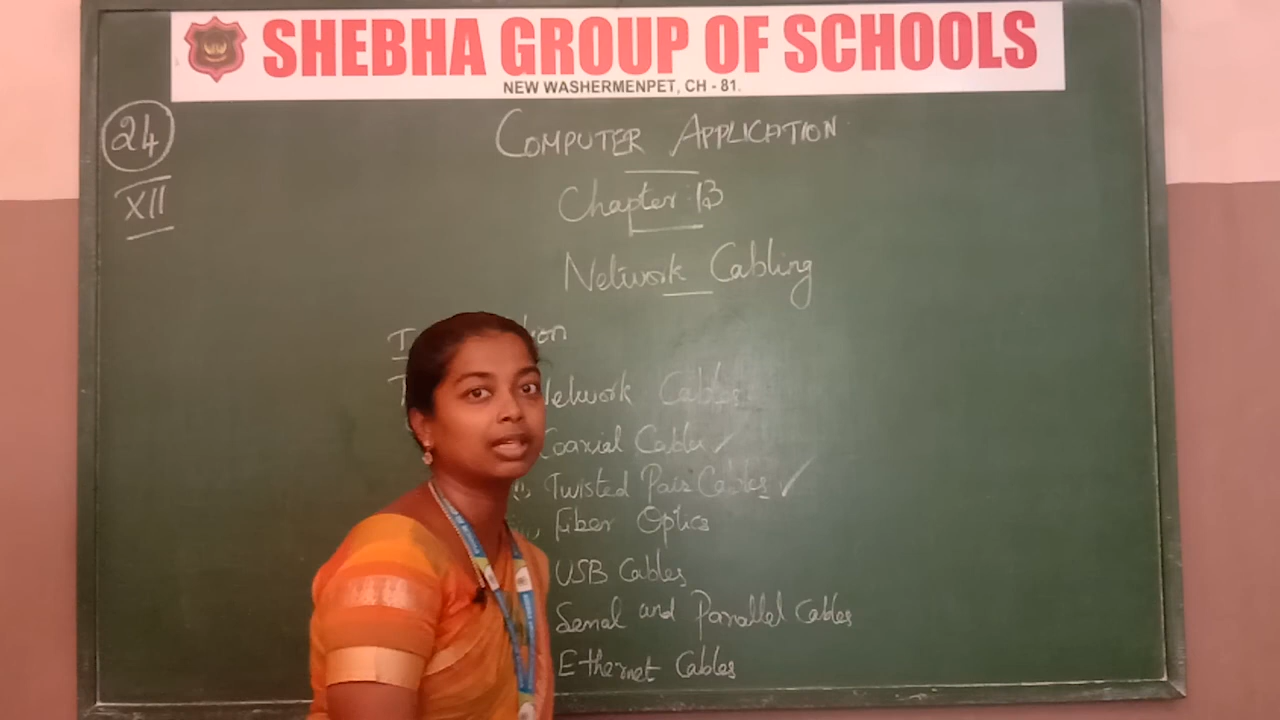 SHEBHA GROUP OF SCHOOLS
NEW WASHERMENPET, CH - 81.
24
XII
COMPUTER APPLICATION
Chapter 13
Network Cabling
Network Cables
Coaxial Cables ✓
Twisted Pair Cables ✓
Fiber Optics
USB Cables
Serial and Parallel Cables
Ethernet Cables